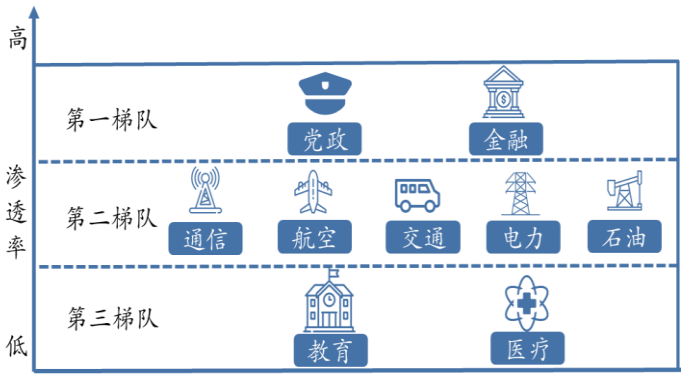 高
第一梯队
党政
金融
渗透率
第二梯队
通信
航空
交通
电力
石油
第三梯队
教育
医疗
低